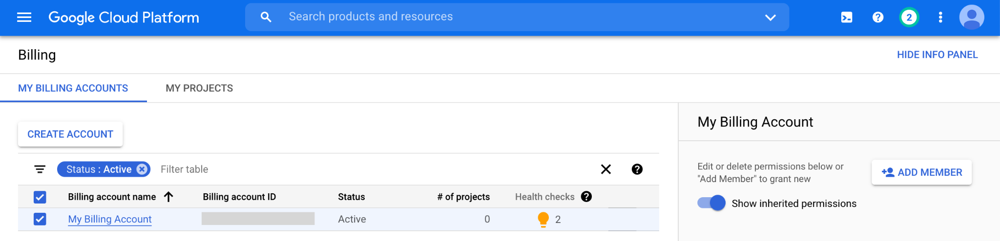 Google Cloud Platform
Search products and resources
2
Billing
HIDE INFO PANEL
MY BILLING ACCOUNTS
MY PROJECTS
CREATE ACCOUNT
Status : Active
Filter table
Billing account name
Billing account ID
Status
# of projects
Health checks
My Billing Account
Active
0
2
My Billing Account
Edit or delete permissions below or
"Add Member" to grant new
ADD MEMBER
Show inherited permissions